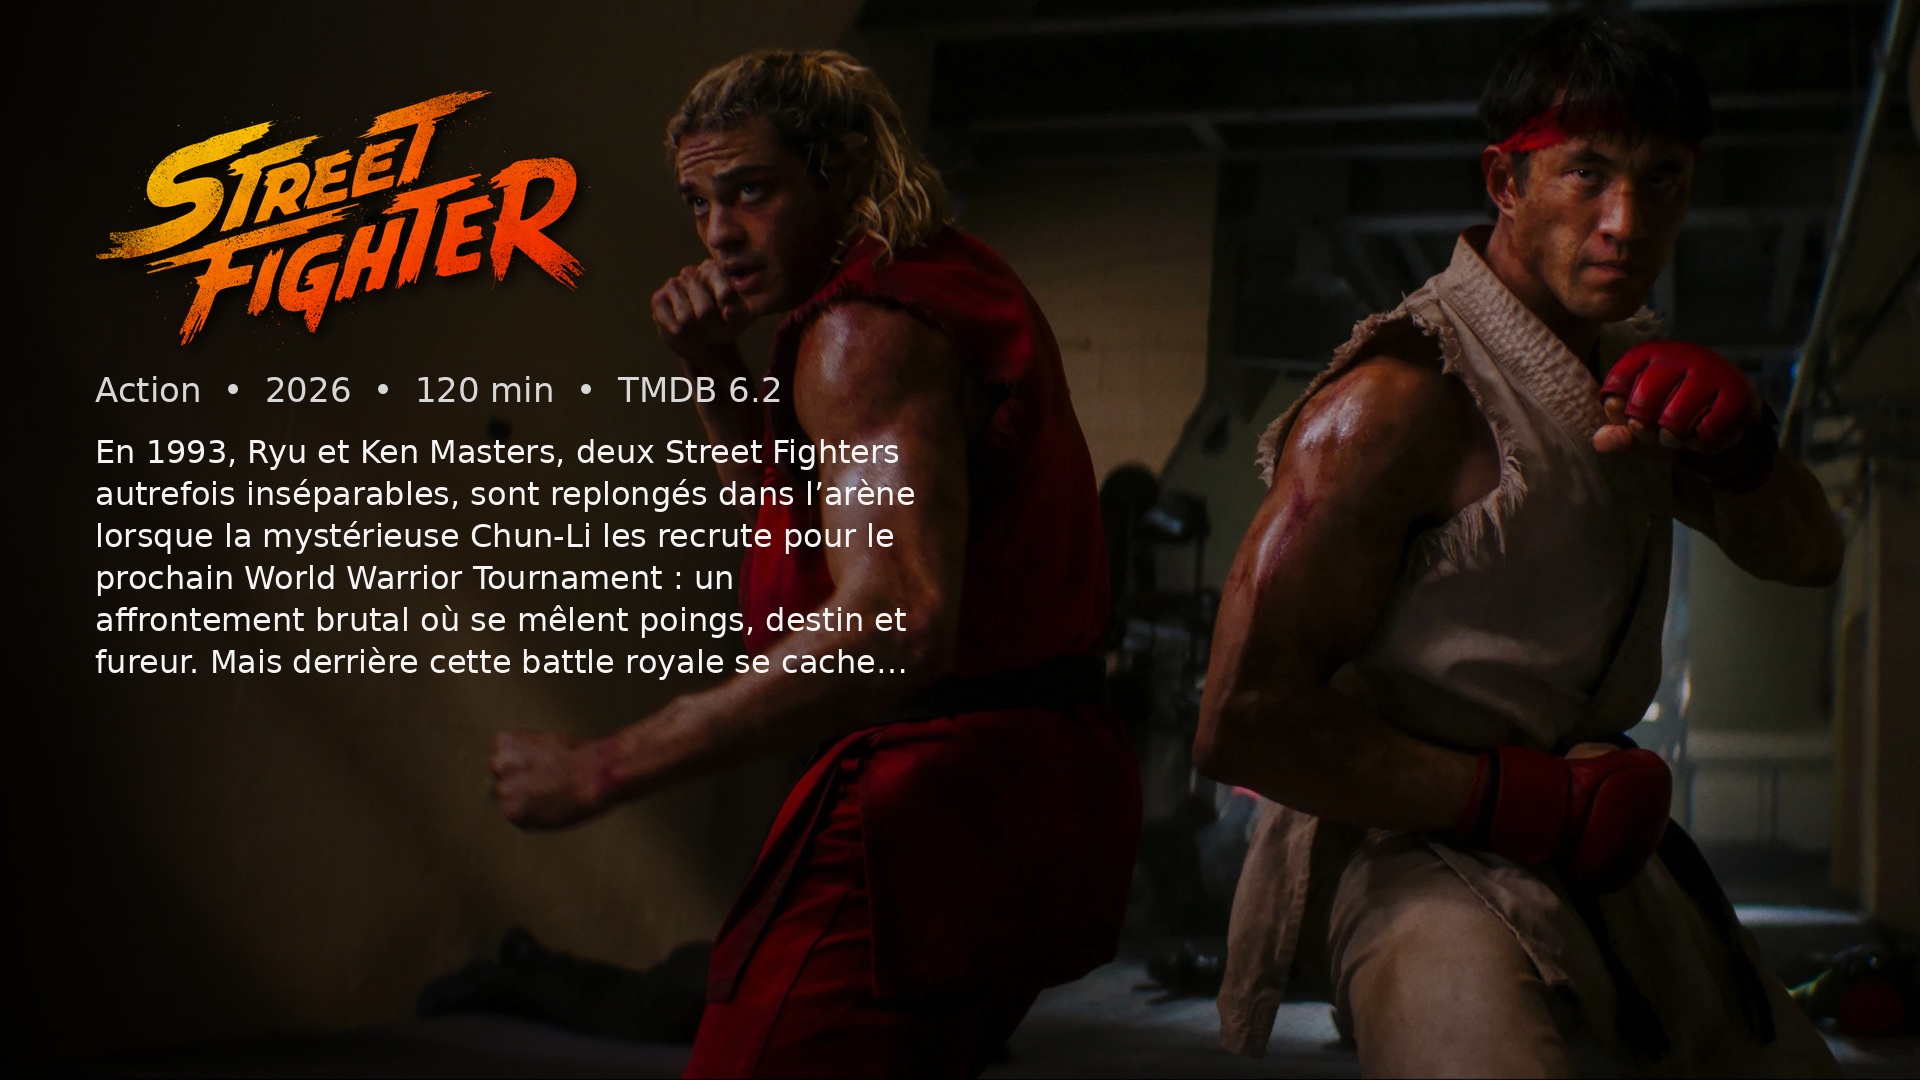 STREET
FIGHTER
Action • 2026 • 120 min • TMDB 6.2
En 1993, Ryu et Ken Masters, deux Street Fighters
autrefois inséparables, sont replongés dans l’arène
lorsque la mystérieuse Chun-Li les recrute pour le
prochain World Warrior Tournament : un
affrontement brutal où se mêlent poings, destin et
fureur. Mais derrière cette battle royale se cache…